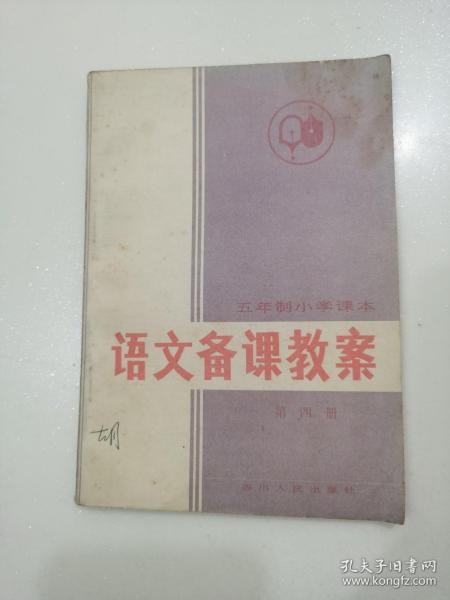 五年制小学课本
语文备课教案
第四册
胡
四川人民出版社
孔夫子旧书网
www.kongfz.com